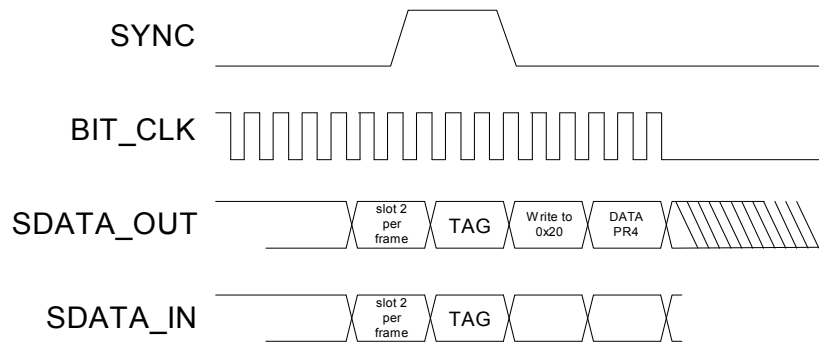 SYNC
BIT_CLK
SDATA_OUT
slot 2
per
frame
TAG
Write to
0x20
DATA
PR4
SDATA_IN
slot 2
per
frame
TAG